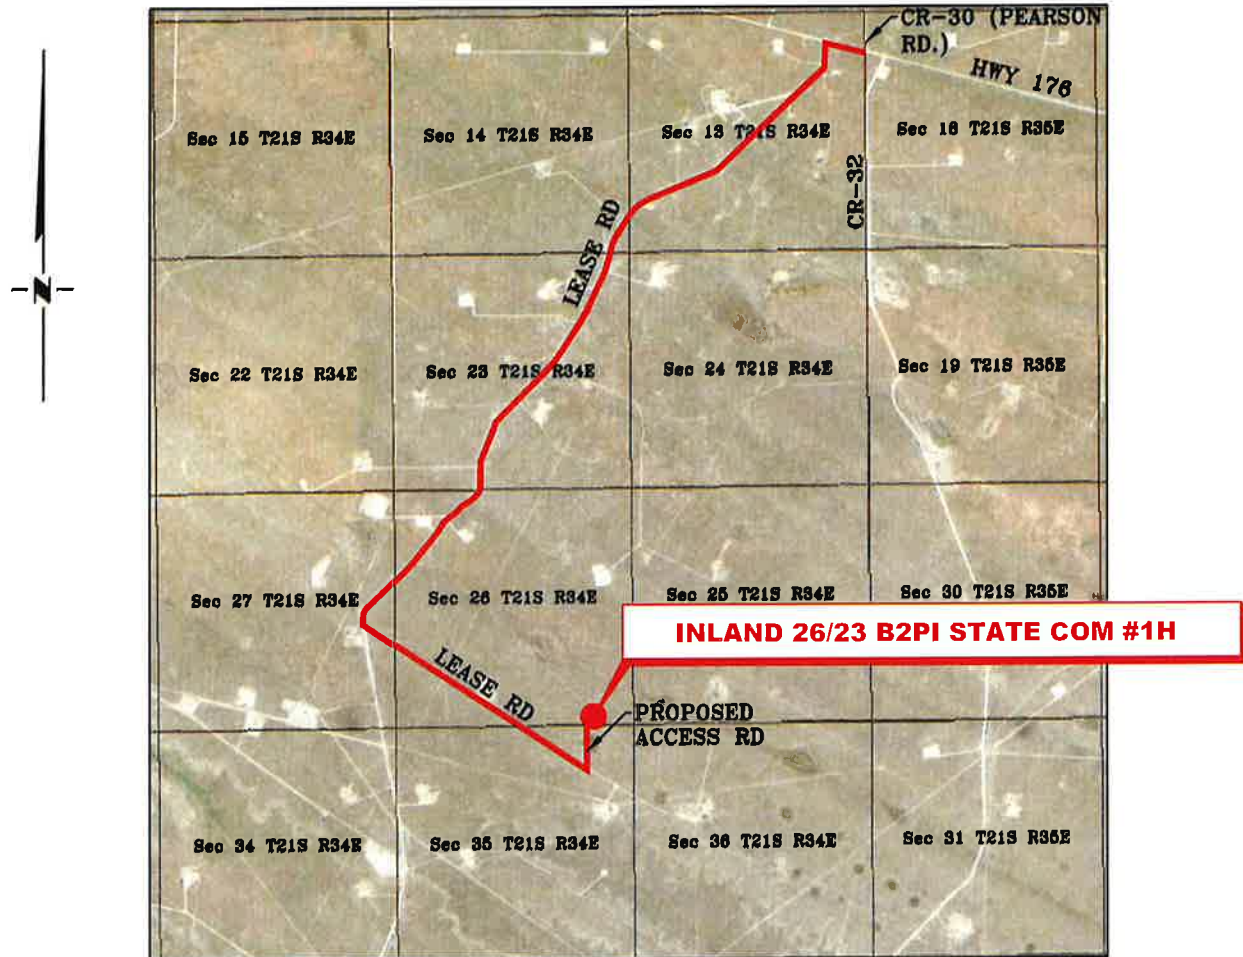 CR-30 (PEARSON
RD.)
HWY 176
Sec 15 T21S R34E
Sec 14 T21S R34E
Sec 13 T21S R34E
Sec 18 T21S R35E
CR-32
LEASE RD
-N-
Sec 22 T21S R34E
Sec 23 T21S R34E
Sec 24 T21S R34E
Sec 19 T21S R35E
Sec 27 T21S R34E
Sec 26 T21S R34E
Sec 25 T21S R34E
Sec 30 T21S R35E
INLAND 26/23 B2PI STATE COM #1H
LEASE RD
PROPOSED
ACCESS RD
Sec 34 T21S R34E
Sec 35 T21S R34E
Sec 36 T21S R34E
Sec 31 T21S R35E